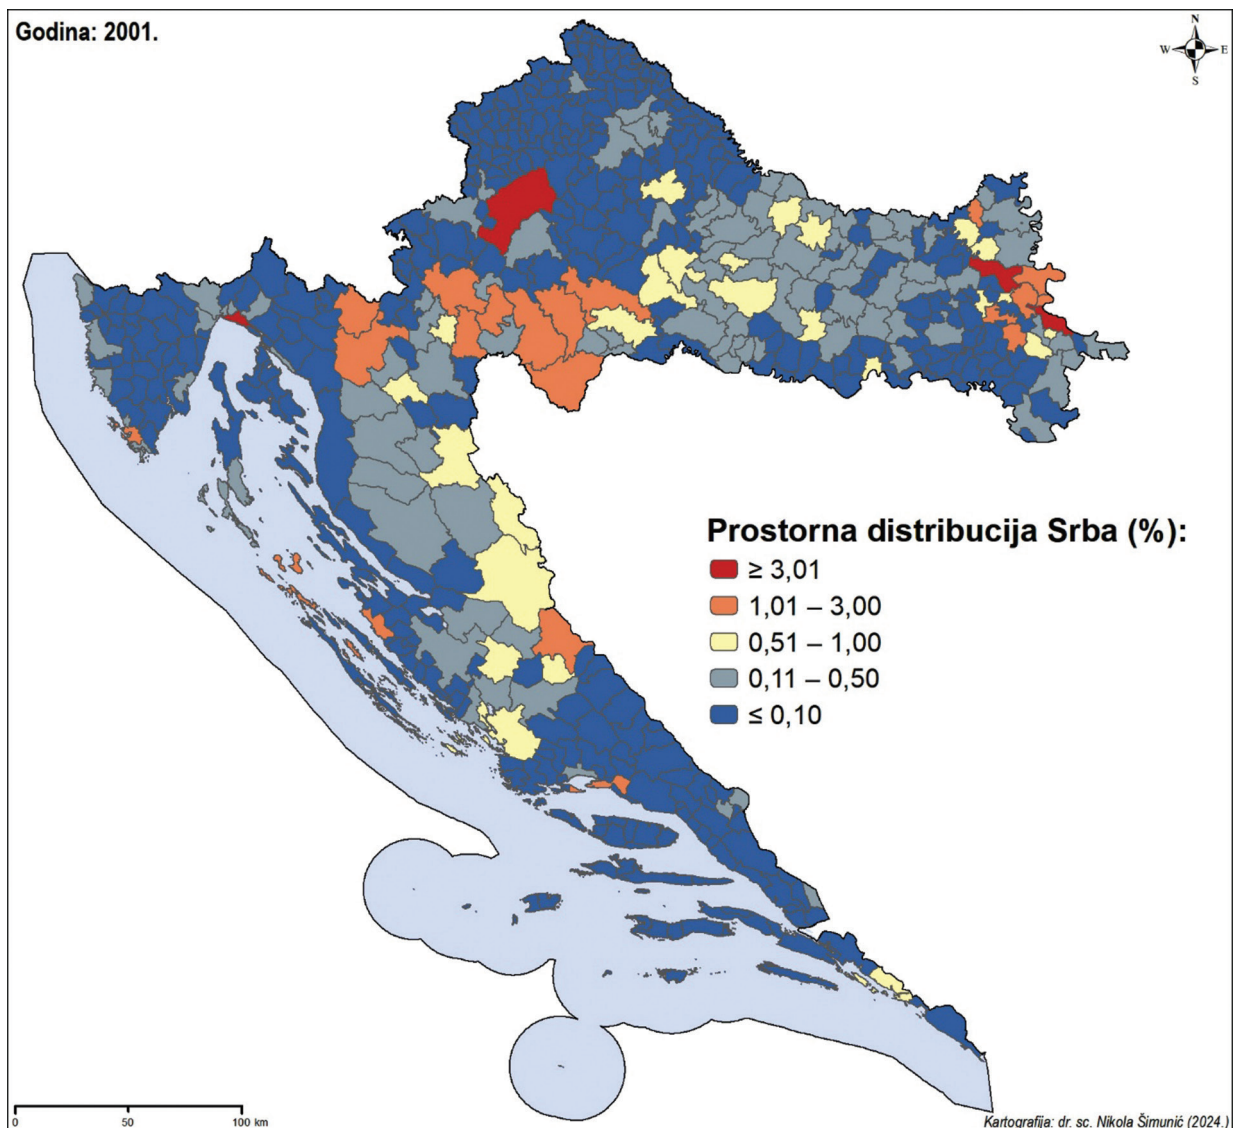 Godina: 2001.
N
W E
S
Prostorna distribucija Srba (%):
≥ 3,01
1,01 – 3,00
0,51 – 1,00
0,11 – 0,50
≤ 0,10
0 50 100 km
Kartografija: dr. sc. Nikola Šimunić (2024.)